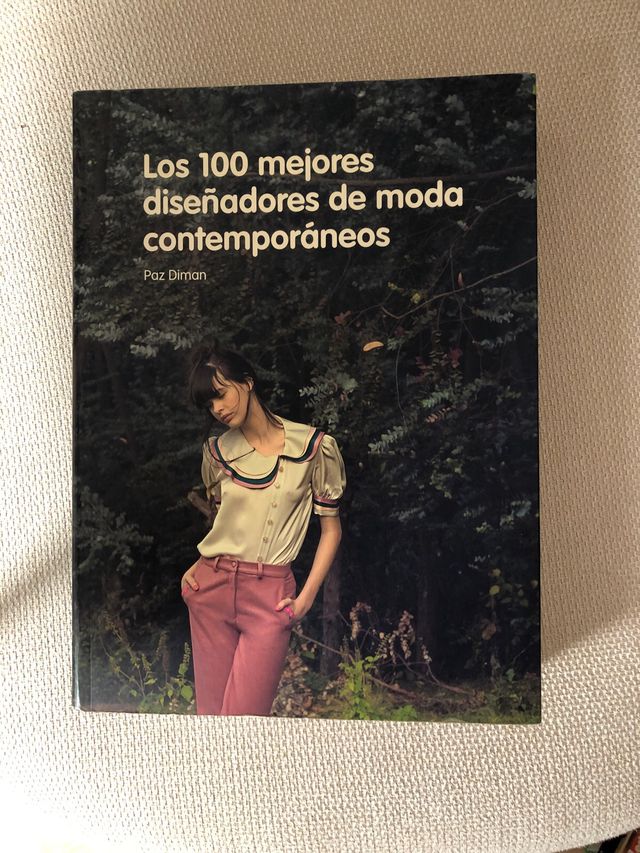 Los 100 mejores
diseñadores de moda
contemporáneos
Paz Diman